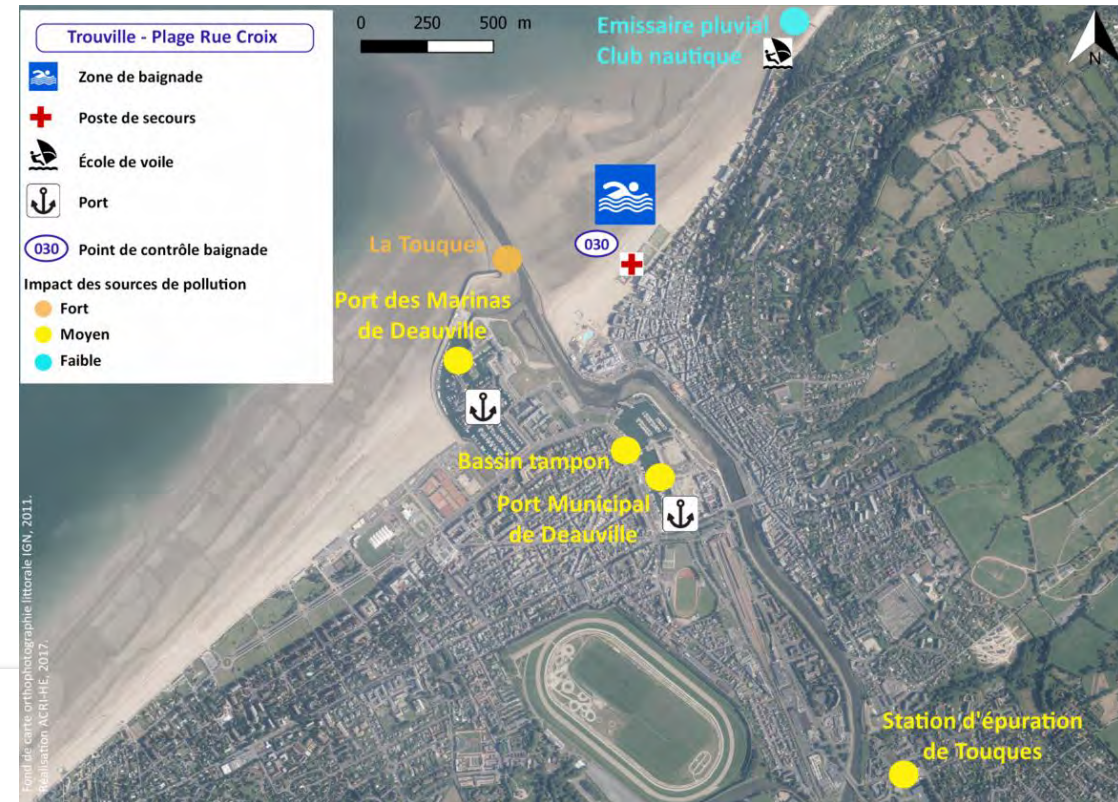 Trouville - Plage Rue Croix
Zone de baignade
Poste de secours
École de voile
Port
030 Point de contrôle baignade
Impact des sources de pollution
Fort
Moyen
Faible
0 250 500 m
Emissaire pluvial
Club nautique
N
030
La Touques
Port des Marinas
de Deauville
Bassin tampon
Port Municipal
de Deauville
Station d'épuration
de Touques
Fond de carte orthophotographie littorale IGN, 2011.
Réalisation ACRI-HE, 2017.